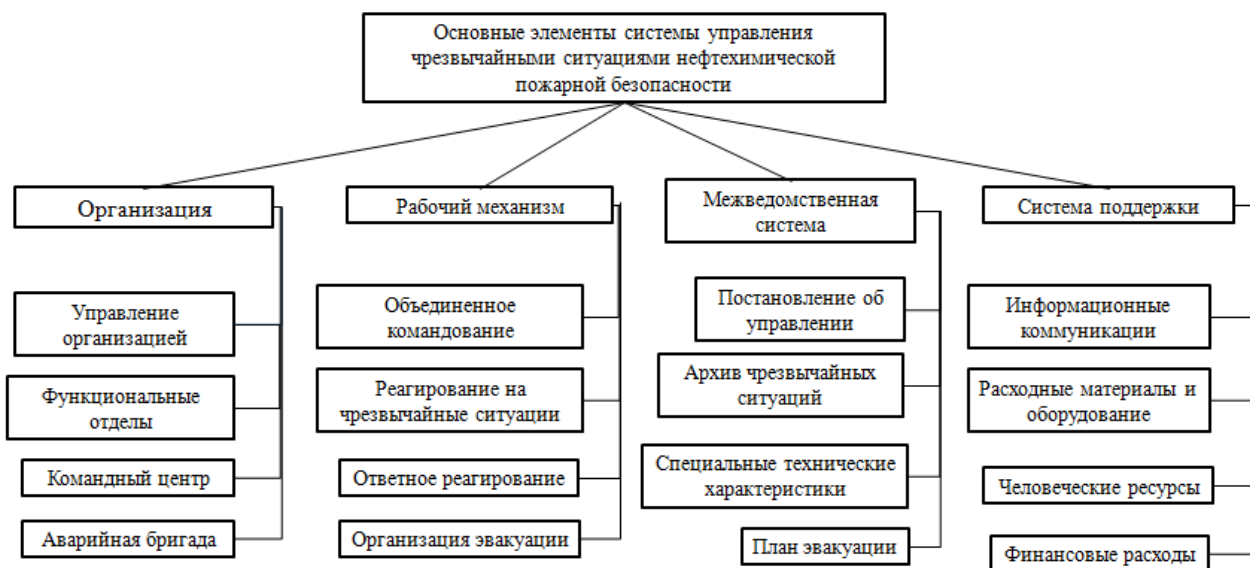 Основные элементы системы управления
чрезвычайными ситуациями нефтехимической
пожарной безопасности
Организация
Управление
организацией
Функциональные
отделы
Командный центр
Аварийная бригада
Рабочий механизм
Объединенное
командование
Реагирование на
чрезвычайные ситуации
Ответное реагирование
Организация эвакуации
Межведомственная
система
Постановление об
управлении
Архив чрезвычайных
ситуаций
Специальные технические
характеристики
План эвакуации
Система поддержки
Информационные
коммуникации
Расходные материалы и
оборудование
Человеческие ресурсы
Финансовые расходы